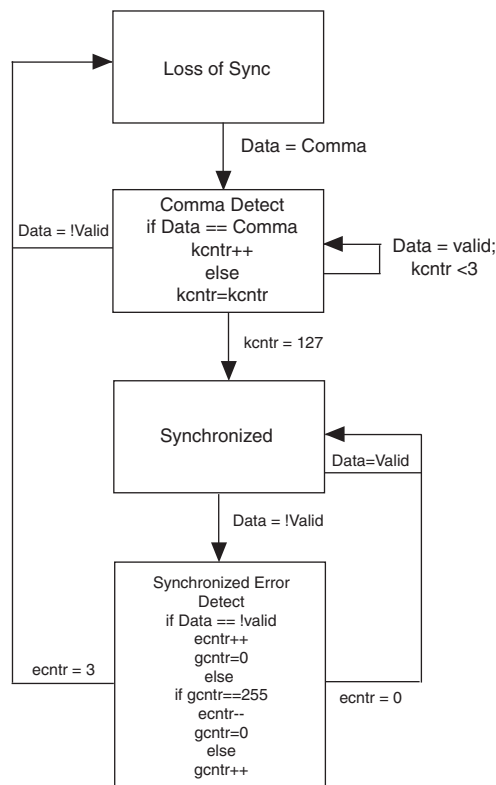 Loss of Sync
Data = Comma
Comma Detect
if Data == Comma
kcntr++
else
kcntr=kcntr
Data = !Valid
Data = valid;
kcntr <3
kcntr = 127
Synchronized
Data=Valid
Data = !Valid
Synchronized Error
Detect
if Data == !valid
ecntr++
gcntr=0
else
if gcntr==255
ecntr--
gcntr=0
else
gcntr++
ecntr = 3
ecntr = 0